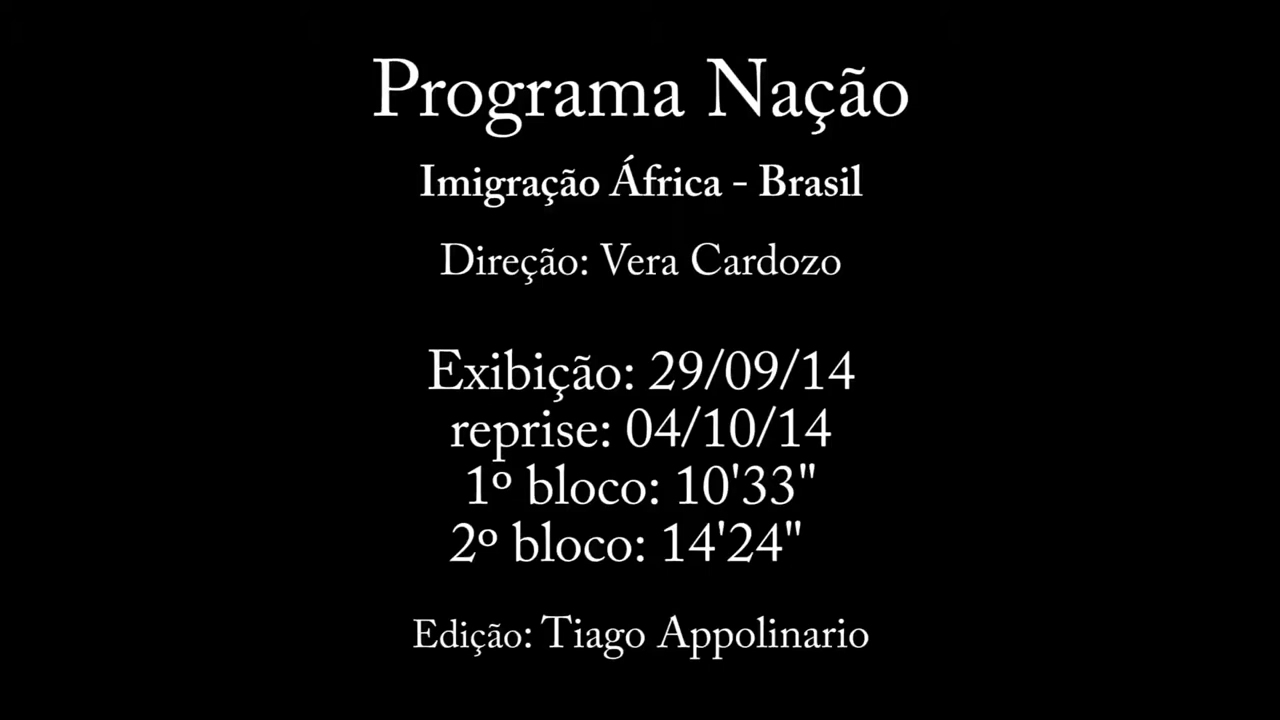 Programa Nação
Imigração África - Brasil
Direção: Vera Cardozo
Exibição: 29/09/14
reprise: 04/10/14
1º bloco: 10'33"
2º bloco: 14'24"
Edição: Tiago Appolinario